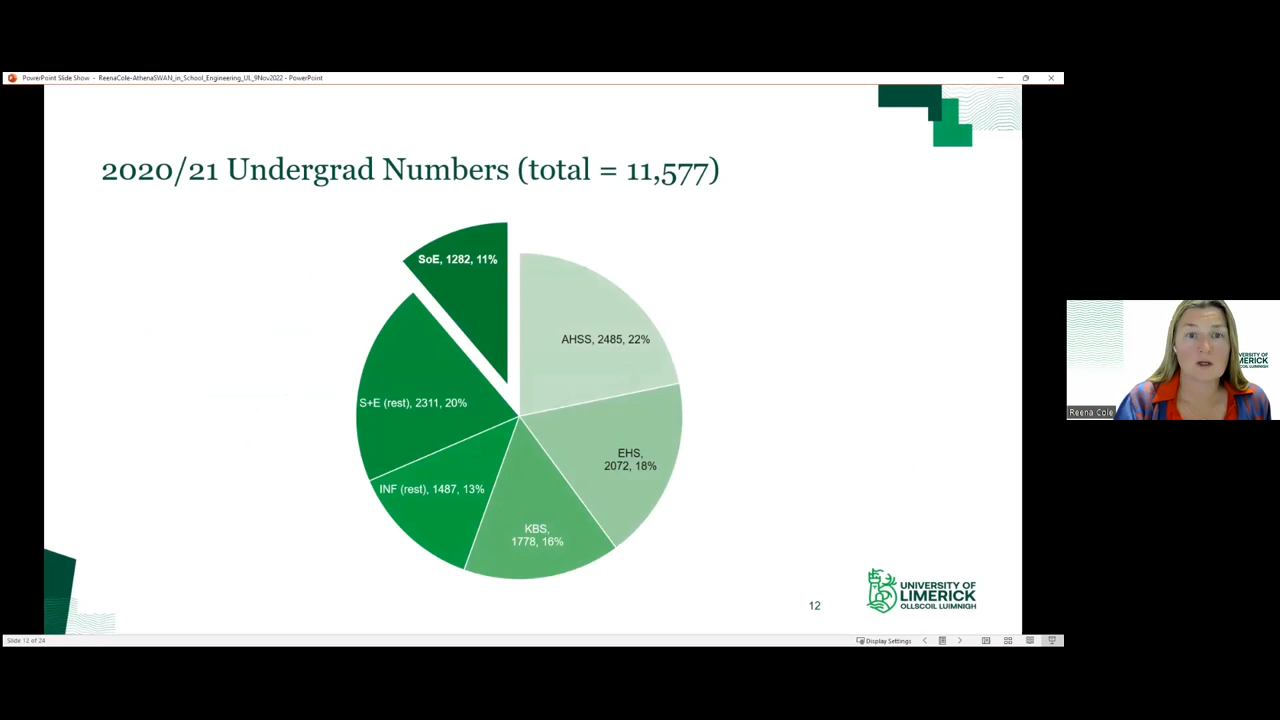 PowerPoint Slide Show - ReenaCole-AthenaSWAN_in_School_Engineering_UL_9Nov2022 - PowerPoint
2020/21 Undergrad Numbers (total = 11,577)
SoE, 1282, 11%
AHSS, 2485, 22%
S+E (rest), 2311, 20%
EHS,
2072, 18%
INF (rest), 1487, 13%
KBS,
1778, 16%
12
UNIVERSITY OF
LIMERICK
OLLSCOIL LUIMNIGH
Slide 12 of 24
Display Settings
Reena Cole